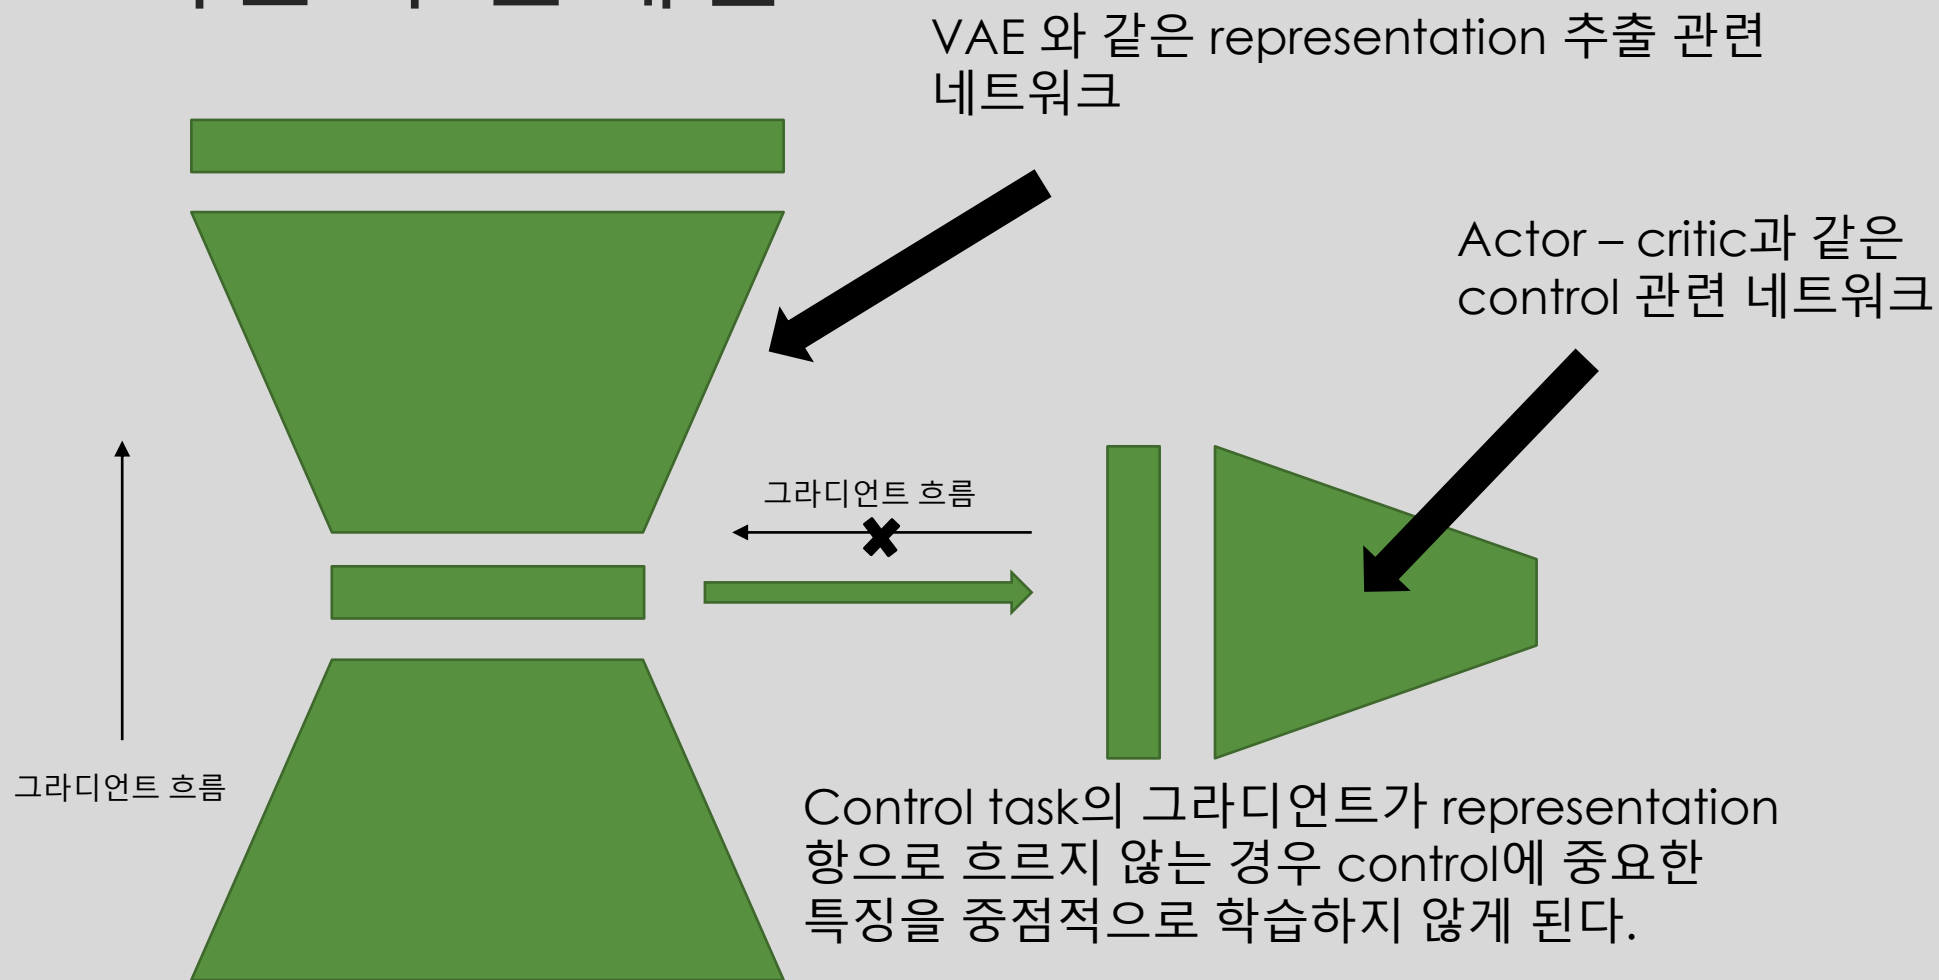 VAE 와 같은 representation 추출 관련
네트워크
Actor – critic과 같은
control 관련 네트워크
그라디언트 흐름
그라디언트 흐름
Control task의 그라디언트가 representation
항으로 흐르지 않는 경우 control에 중요한
특징을 중점적으로 학습하지 않게 된다.